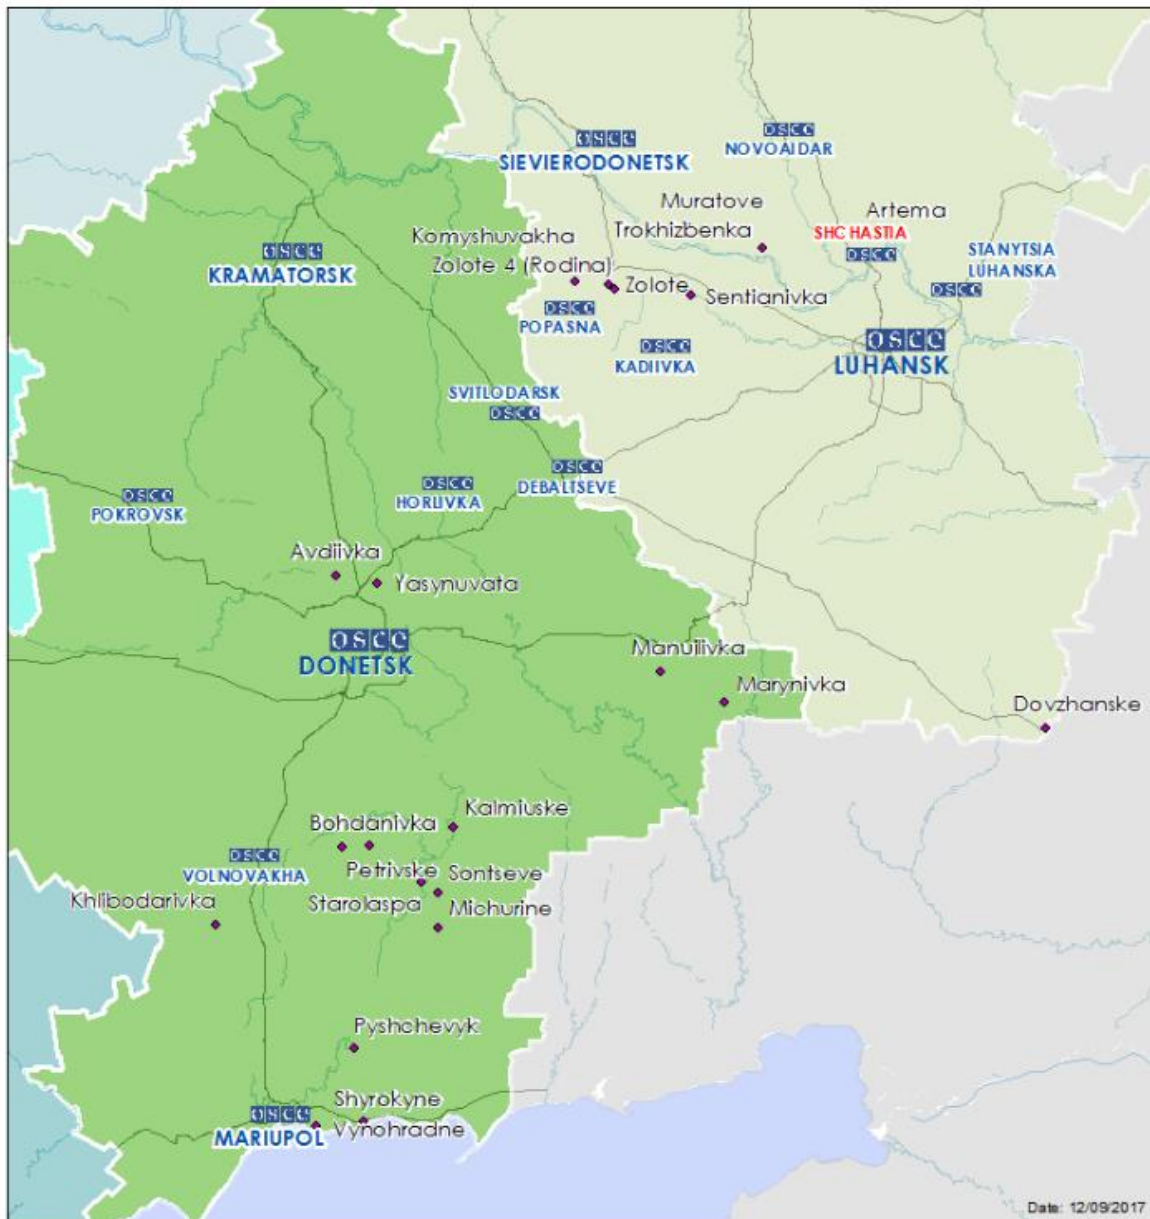 OSCE
NOVOAIDAR
OSCE
SIEVIERODONETSK
Muratove
Artema
Trokhizbenka
SHCHASTIA
Komyshuvakha
OSCE
KRAMATORSK
OSCE
STANYTSIA
LUHANSKA
OSCE
Zolote 4 (Rodina)
Zolote
Sentianivka
OSCE
POPASNA
OSCE
LUHANSK
OSCE
KADIIVKA
SVITLODARSK
OSCE
OSCE
DEBALTSEVE
OSCE
HORLIVKA
OSCE
POKROVSK
Avdiivka
Yasynuvata
OSCE
DONETSK
Manuilivka
Marynivka
Dovzhanske
Kalmiuske
Bohdanivka
OSCE
VOLNOVAKHA
Petrivske
Sontseve
Khlibodarivka
Starolaspa
Michurine
Pyshchevyk
Shyrokyne
OSCE
MARIUPOL
Vynohradne
Date: 12/09/2017